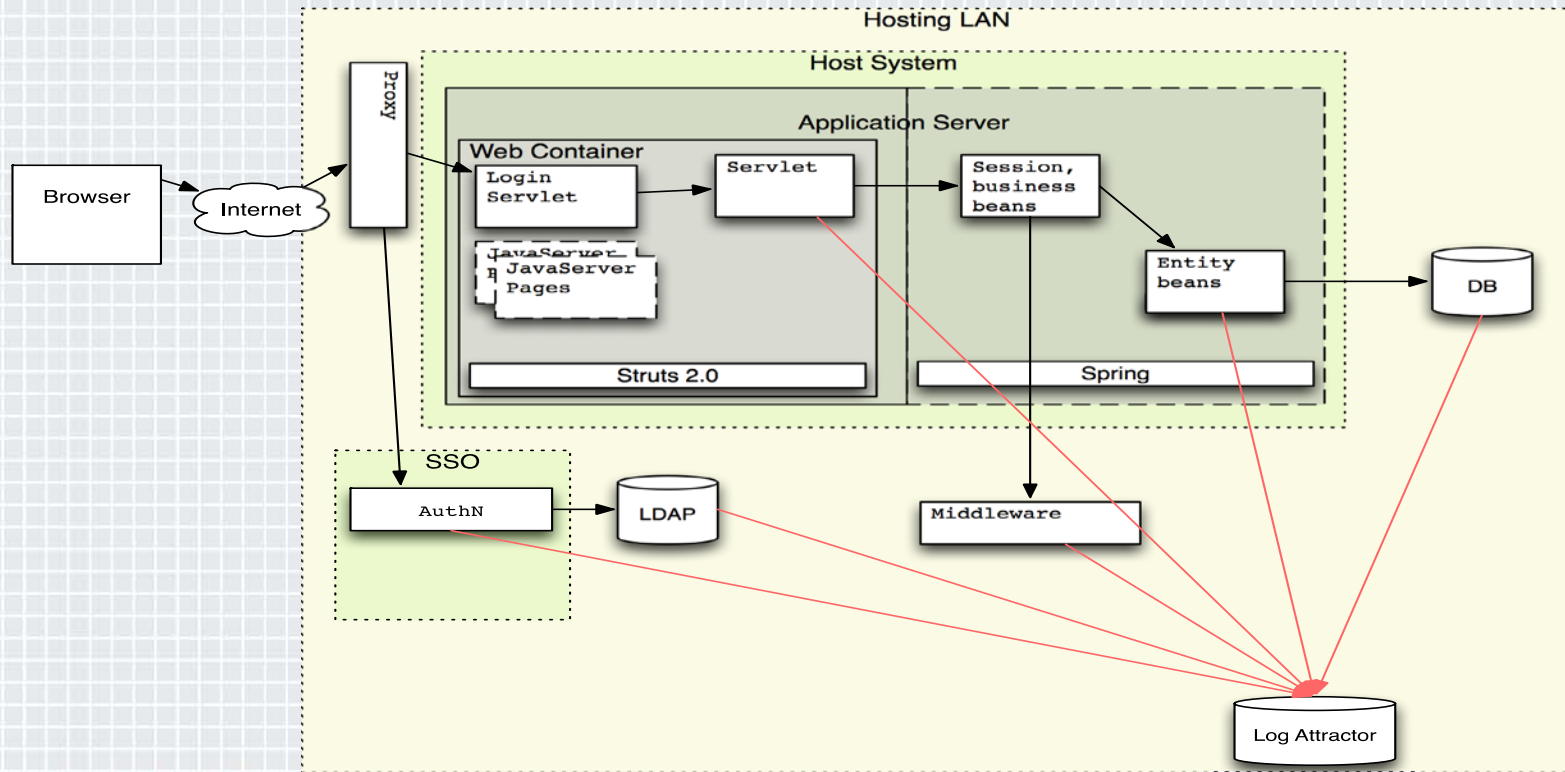 Hosting LAN
Host System
Proxy
Application Server
Web Container
Login
Servlet
Servlet
Session,
business
beans
Browser
Internet
JavaServer
JavaServer
Pages
Entity
beans
DB
Struts 2.0
Spring
SSO
AuthN
LDAP
Middleware
Log Attractor